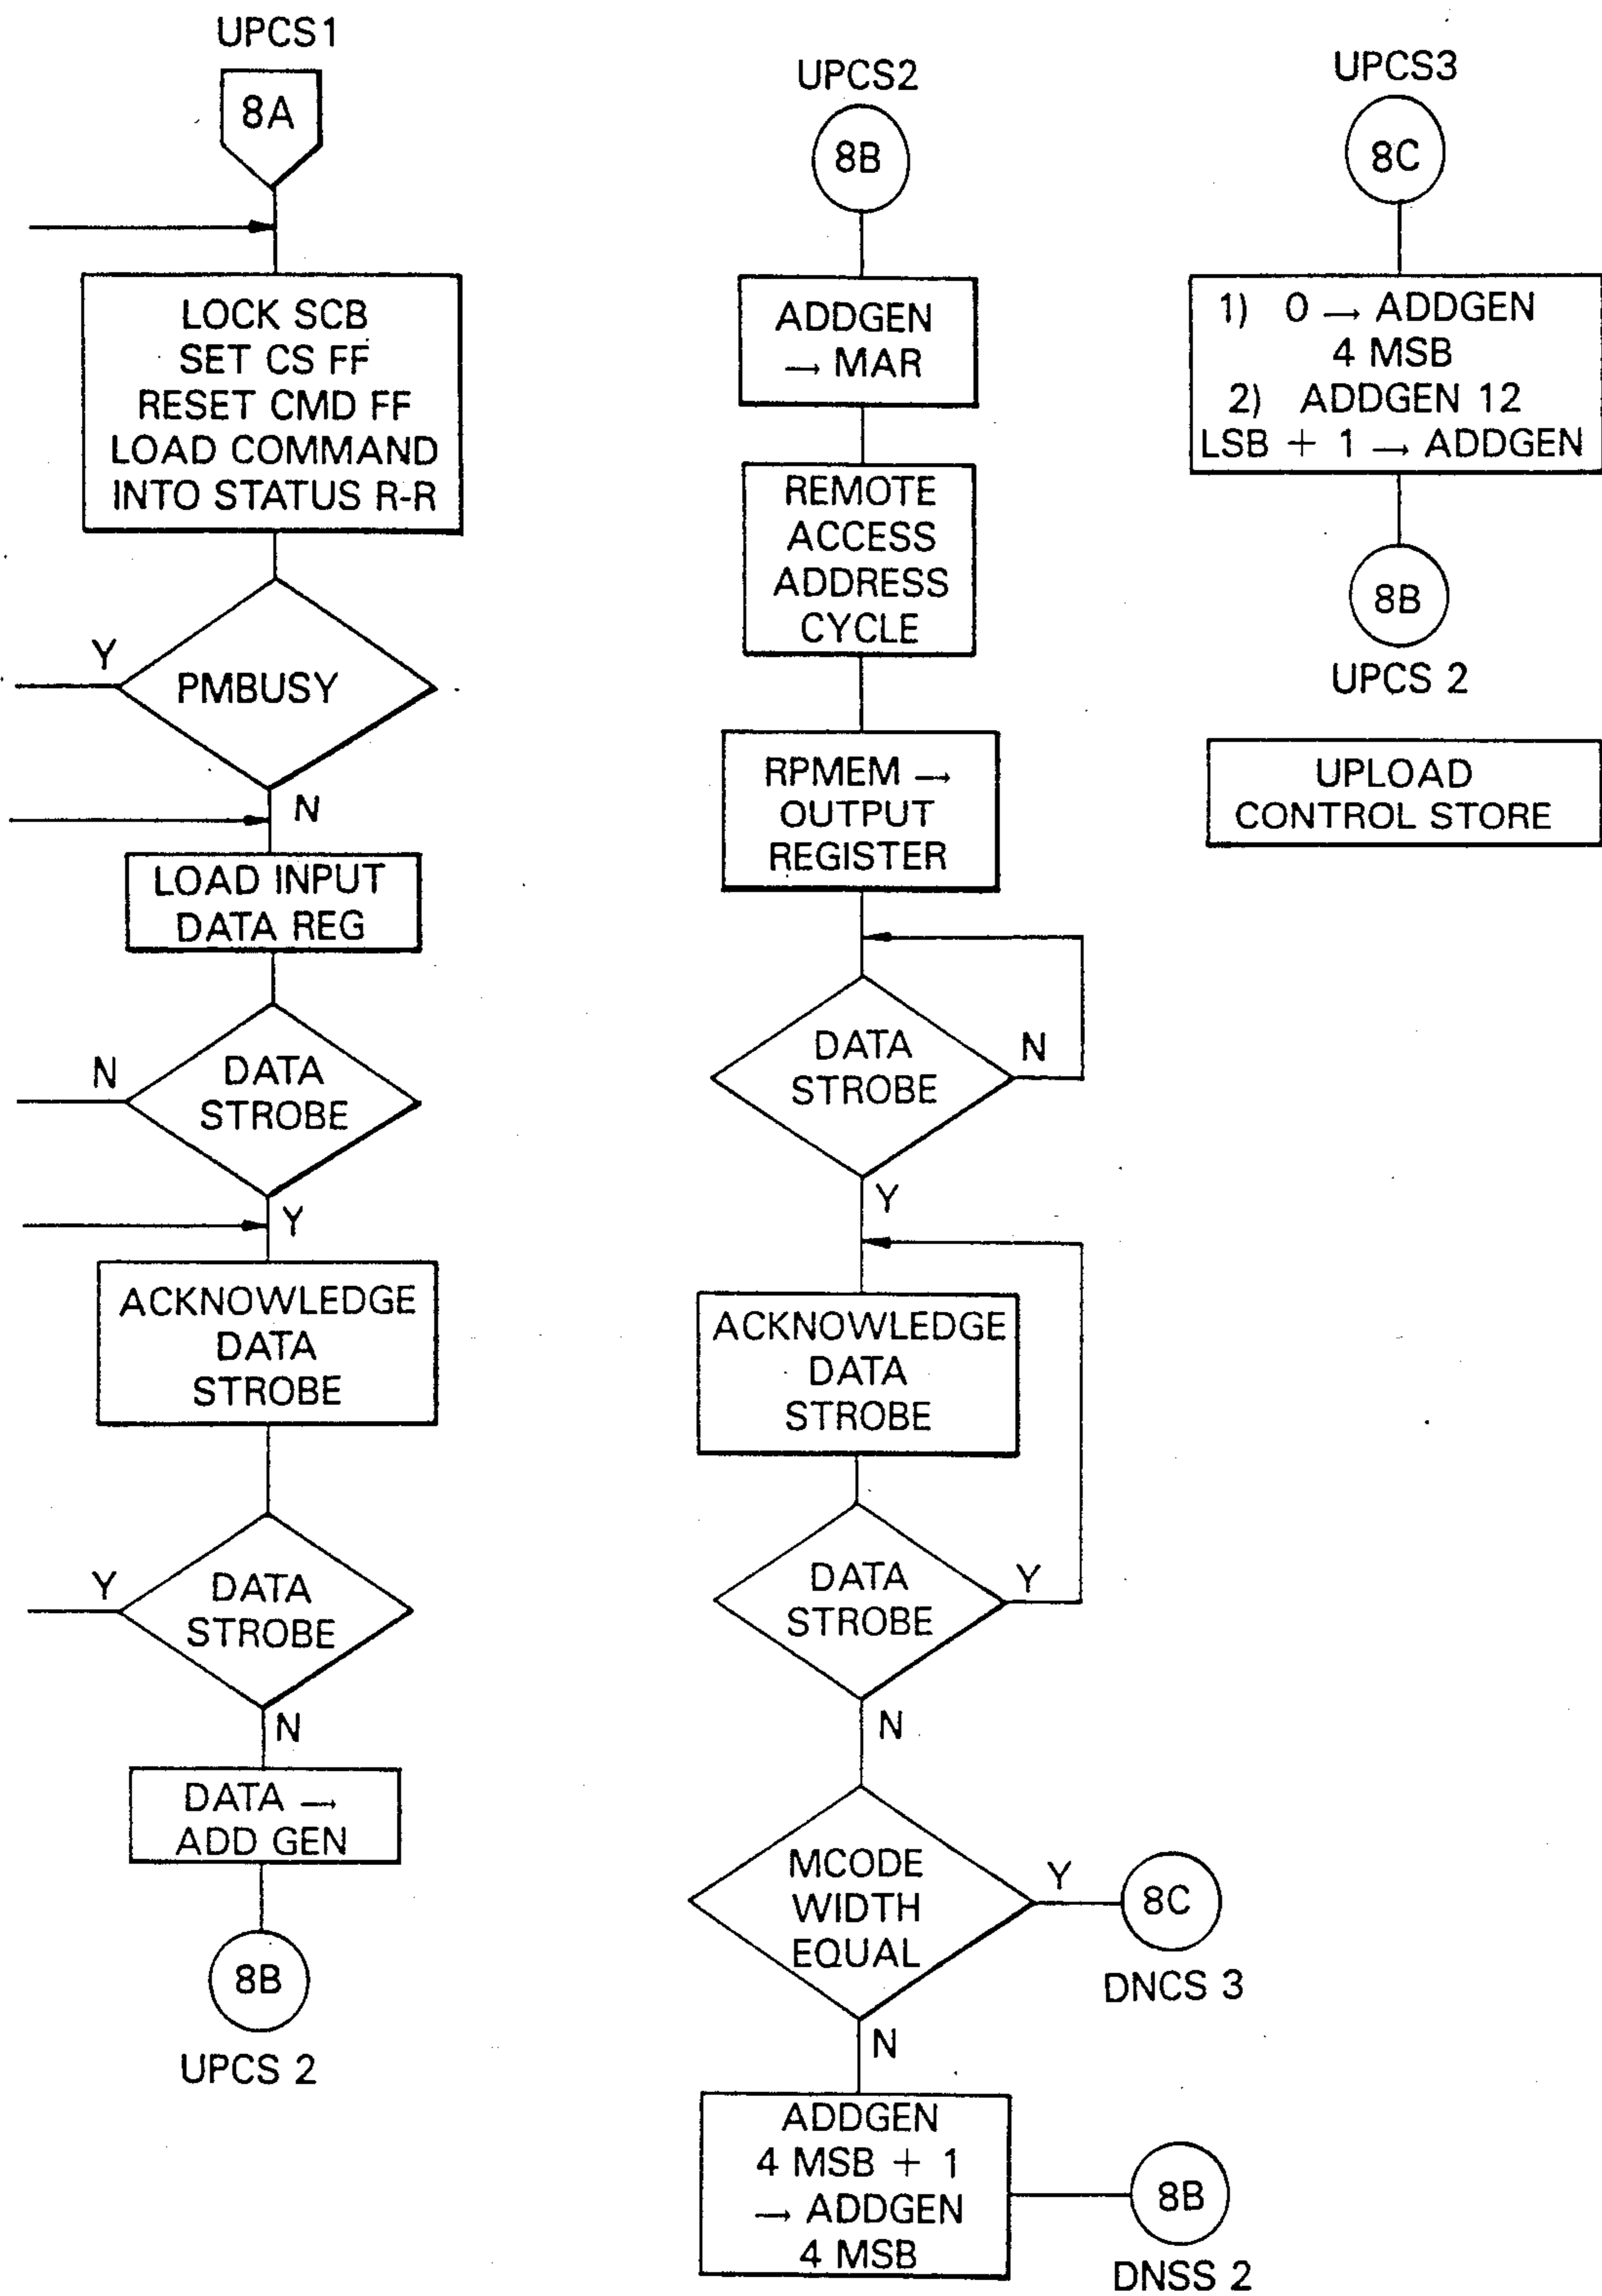 UPCS1
8A
LOCK SCB
SET CS FF
RESET CMD FF
LOAD COMMAND
INTO STATUS R-R
Y
PMBUSY
N
LOAD INPUT
DATA REG
N
DATA
STROBE
Y
ACKNOWLEDGE
DATA
STROBE
Y
DATA
STROBE
N
DATA →
ADD GEN
8B
UPCS 2
UPCS2
8B
ADDGEN
→ MAR
REMOTE
ACCESS
ADDRESS
CYCLE
RPMEM →
OUTPUT
REGISTER
DATA
STROBE
N
Y
ACKNOWLEDGE
DATA
STROBE
DATA
STROBE
Y
N
MCODE
WIDTH
EQUAL
Y
8C
DNCS 3
N
ADDGEN
4 MSB + 1
→ ADDGEN
4 MSB
8B
DNSS 2
UPCS3
8C
1) 0 → ADDGEN
4 MSB
2) ADDGEN 12
LSB + 1 → ADDGEN
8B
UPCS 2
UPLOAD
CONTROL STORE